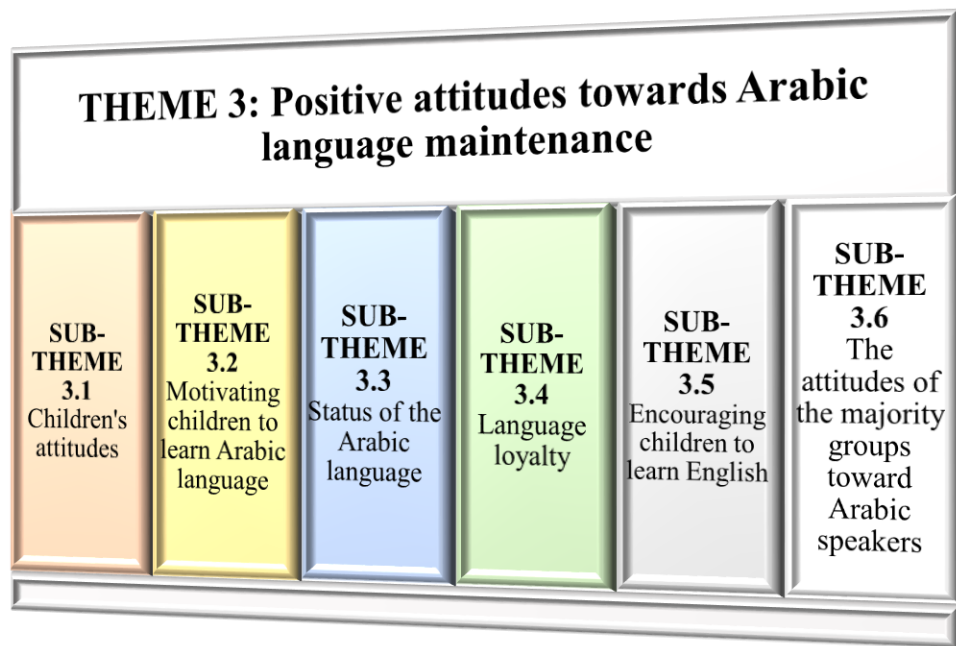 THEME 3: Positive attitudes towards Arabic
language maintenance
SUB-
THEME
3.1
Children's
attitudes
SUB-
THEME
3.2
Motivating
children to
learn Arabic
language
SUB-
THEME
3.3
Status of the
Arabic
language
SUB-
THEME
3.4
Language
loyalty
SUB-
THEME
3.5
Encouraging
children to
learn English
SUB-
THEME
3.6
The
attitudes of
the majority
groups
toward
Arabic
speakers